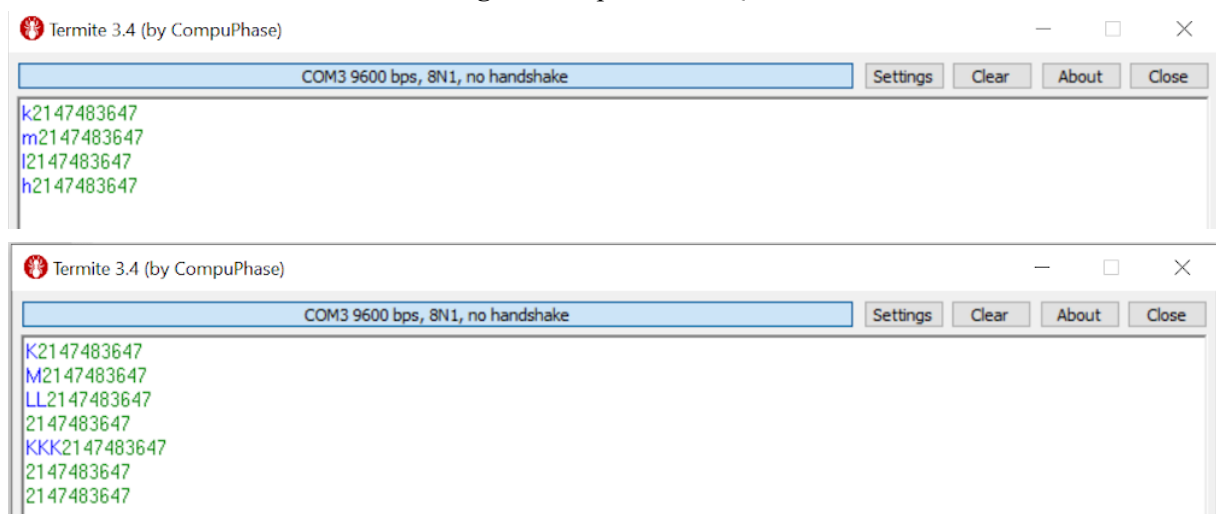 Termite 3.4 (by CompuPhase)
COM3 9600 bps, 8N1, no handshake Settings Clear About Close
k2147483647
m2147483647
l2147483647
h2147483647
Termite 3.4 (by CompuPhase)
COM3 9600 bps, 8N1, no handshake Settings Clear About Close
K2147483647
M2147483647
LL2147483647
2147483647
KKK2147483647
2147483647
2147483647